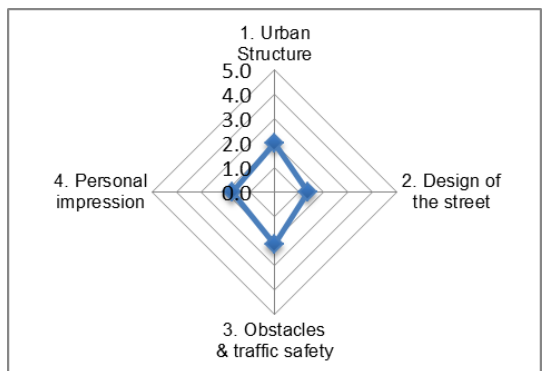 1. Urban
Structure
5.0
4.0
3.0
2.0
1.0
0.0
4. Personal
impression
2. Design of
the street
3. Obstacles
& traffic safety